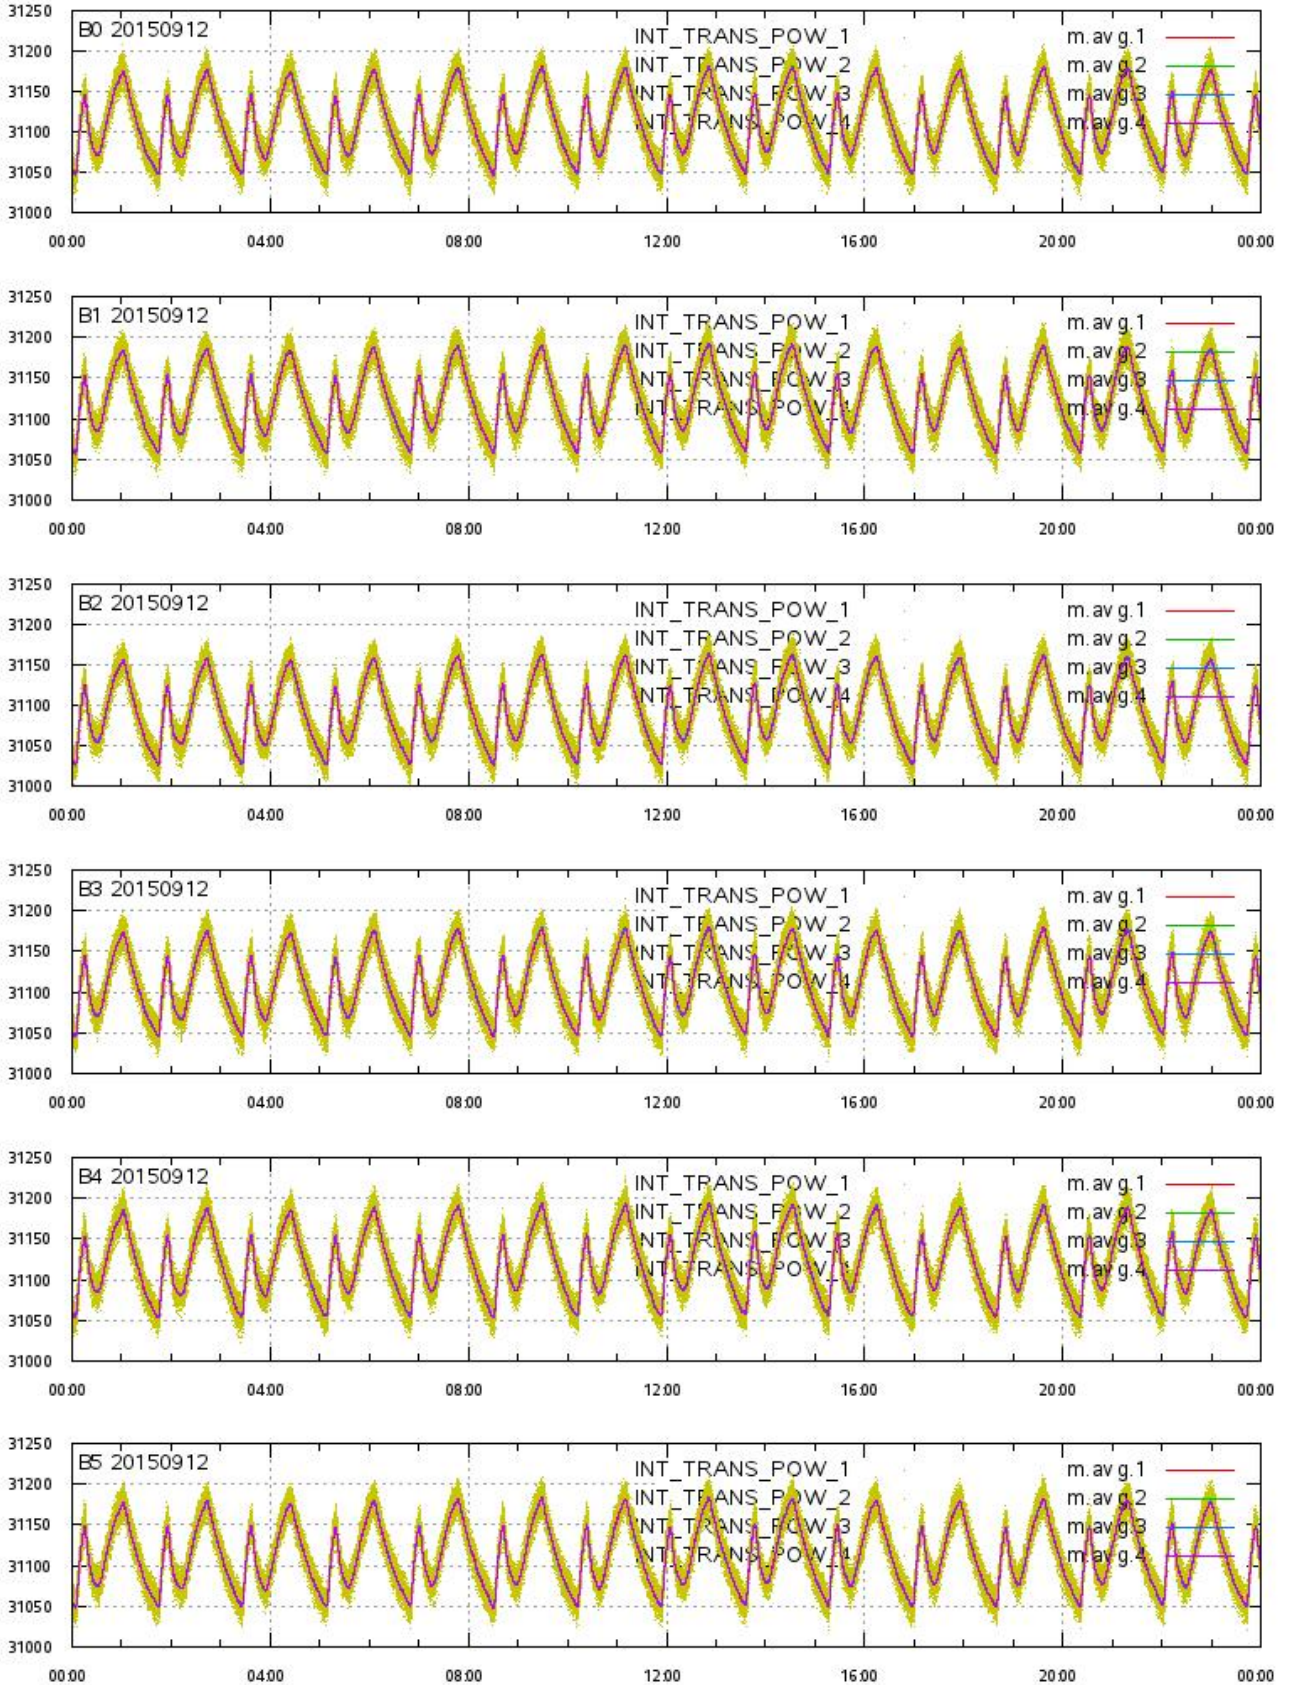 31250
B0 20150912 INT_TRANS_POW_1 m.avg.1
31200 INT_TRANS_POW_2 m.avg.2
31150 INT_TRANS_POW_3 m.avg.3
31100 INT_TRANS_POW_4 m.avg.4
31050
31000
00:00 04:00 08:00 12:00 16:00 20:00 00:00
31250
B1 20150912 INT_TRANS_POW_1 m.avg.1
31200 INT_TRANS_POW_2 m.avg.2
31150 INT_TRANS_POW_3 m.avg.3
31100 INT_TRANS_POW_4 m.avg.4
31050
31000
00:00 04:00 08:00 12:00 16:00 20:00 00:00
31250
B2 20150912 INT_TRANS_POW_1 m.avg.1
31200 INT_TRANS_POW_2 m.avg.2
31150 INT_TRANS_POW_3 m.avg.3
31100 INT_TRANS_POW_4 m.avg.4
31050
31000
00:00 04:00 08:00 12:00 16:00 20:00 00:00
31250
B3 20150912 INT_TRANS_POW_1 m.avg.1
31200 INT_TRANS_POW_2 m.avg.2
31150 INT_TRANS_POW_3 m.avg.3
31100 INT_TRANS_POW_4 m.avg.4
31050
31000
00:00 04:00 08:00 12:00 16:00 20:00 00:00
31250
B4 20150912 INT_TRANS_POW_1 m.avg.1
31200 INT_TRANS_POW_2 m.avg.2
31150 INT_TRANS_POW_3 m.avg.3
31100 INT_TRANS_POW_4 m.avg.4
31050
31000
00:00 04:00 08:00 12:00 16:00 20:00 00:00
31250
B5 20150912 INT_TRANS_POW_1 m.avg.1
31200 INT_TRANS_POW_2 m.avg.2
31150 INT_TRANS_POW_3 m.avg.3
31100 INT_TRANS_POW_4 m.avg.4
31050
31000
00:00 04:00 08:00 12:00 16:00 20:00 00:00